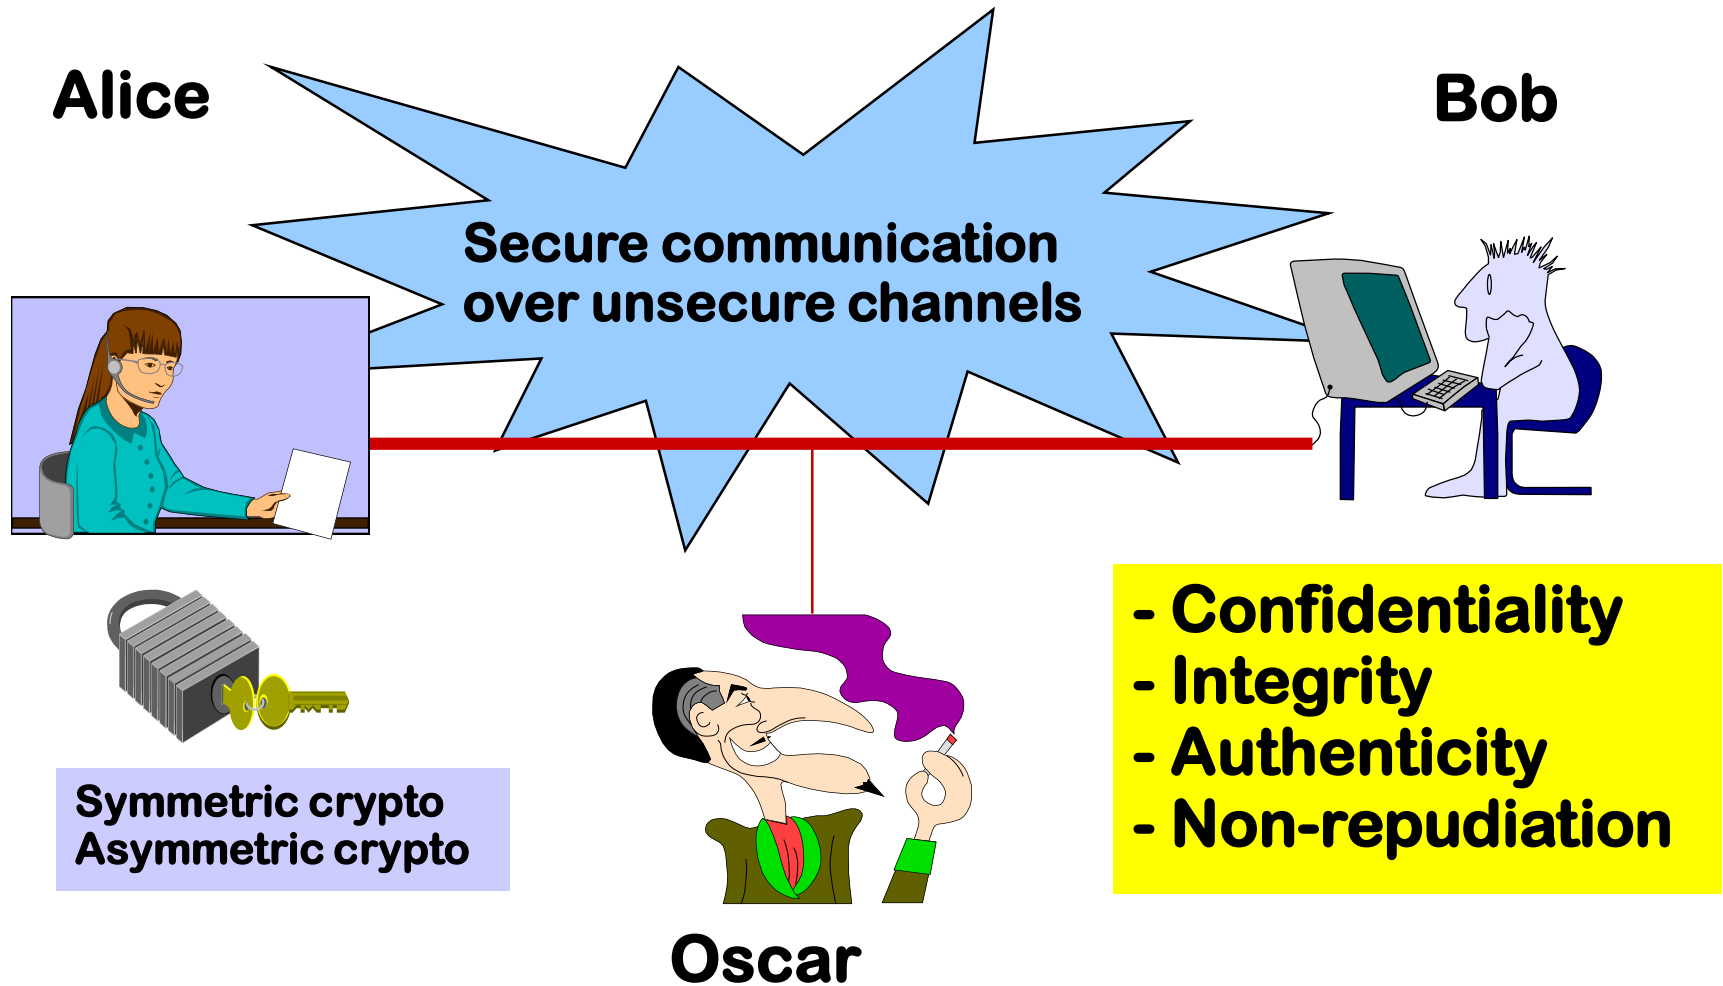 Alice
Bob
Secure communication
over unsecure channels
Symmetric crypto
Asymmetric crypto
- Confidentiality
- Integrity
- Authenticity
- Non-repudiation
Oscar